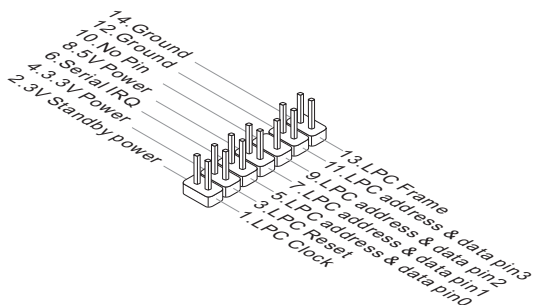 14.Ground
12.Ground
10.No Pin
8.5V Power
6.Serial IRQ
4.3.3V Power
2.3V Standby power
13.LPC Frame
11.LPC address & data pin3
9.LPC address & data pin2
7.LPC address & data pin1
5.LPC address & data pin0
3.LPC Reset
1.LPC Clock